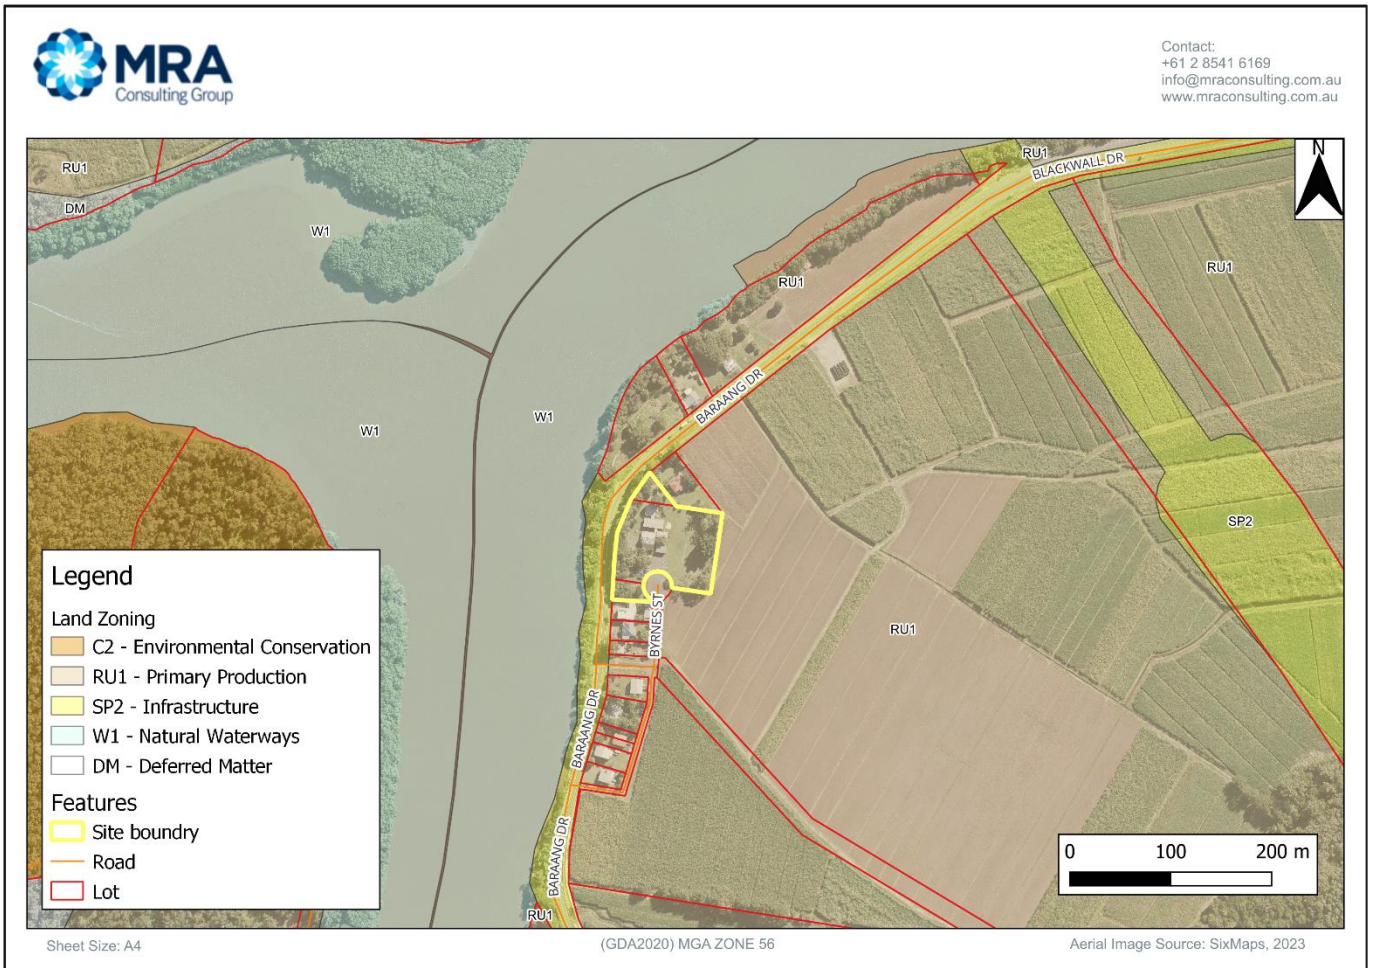 MRA
Consulting Group
Contact:
+61 2 8541 6169
info@mraconsulting.com.au
www.mraconsulting.com.au
RU1
DM
W1
RU1
BLACKWALL DR
N
RU1
RU1
W1
W1
BARAANG DR
SP2
RU1
BYRNES ST
BARAANG DR
BARAANG DR
RU1
Legend
Land Zoning
C2 - Environmental Conservation
RU1 - Primary Production
SP2 - Infrastructure
W1 - Natural Waterways
DM - Deferred Matter
Features
Site boundry
Road
Lot
0 100 200 m
Sheet Size: A4
(GDA2020) MGA ZONE 56
Aerial Image Source: SixMaps, 2023